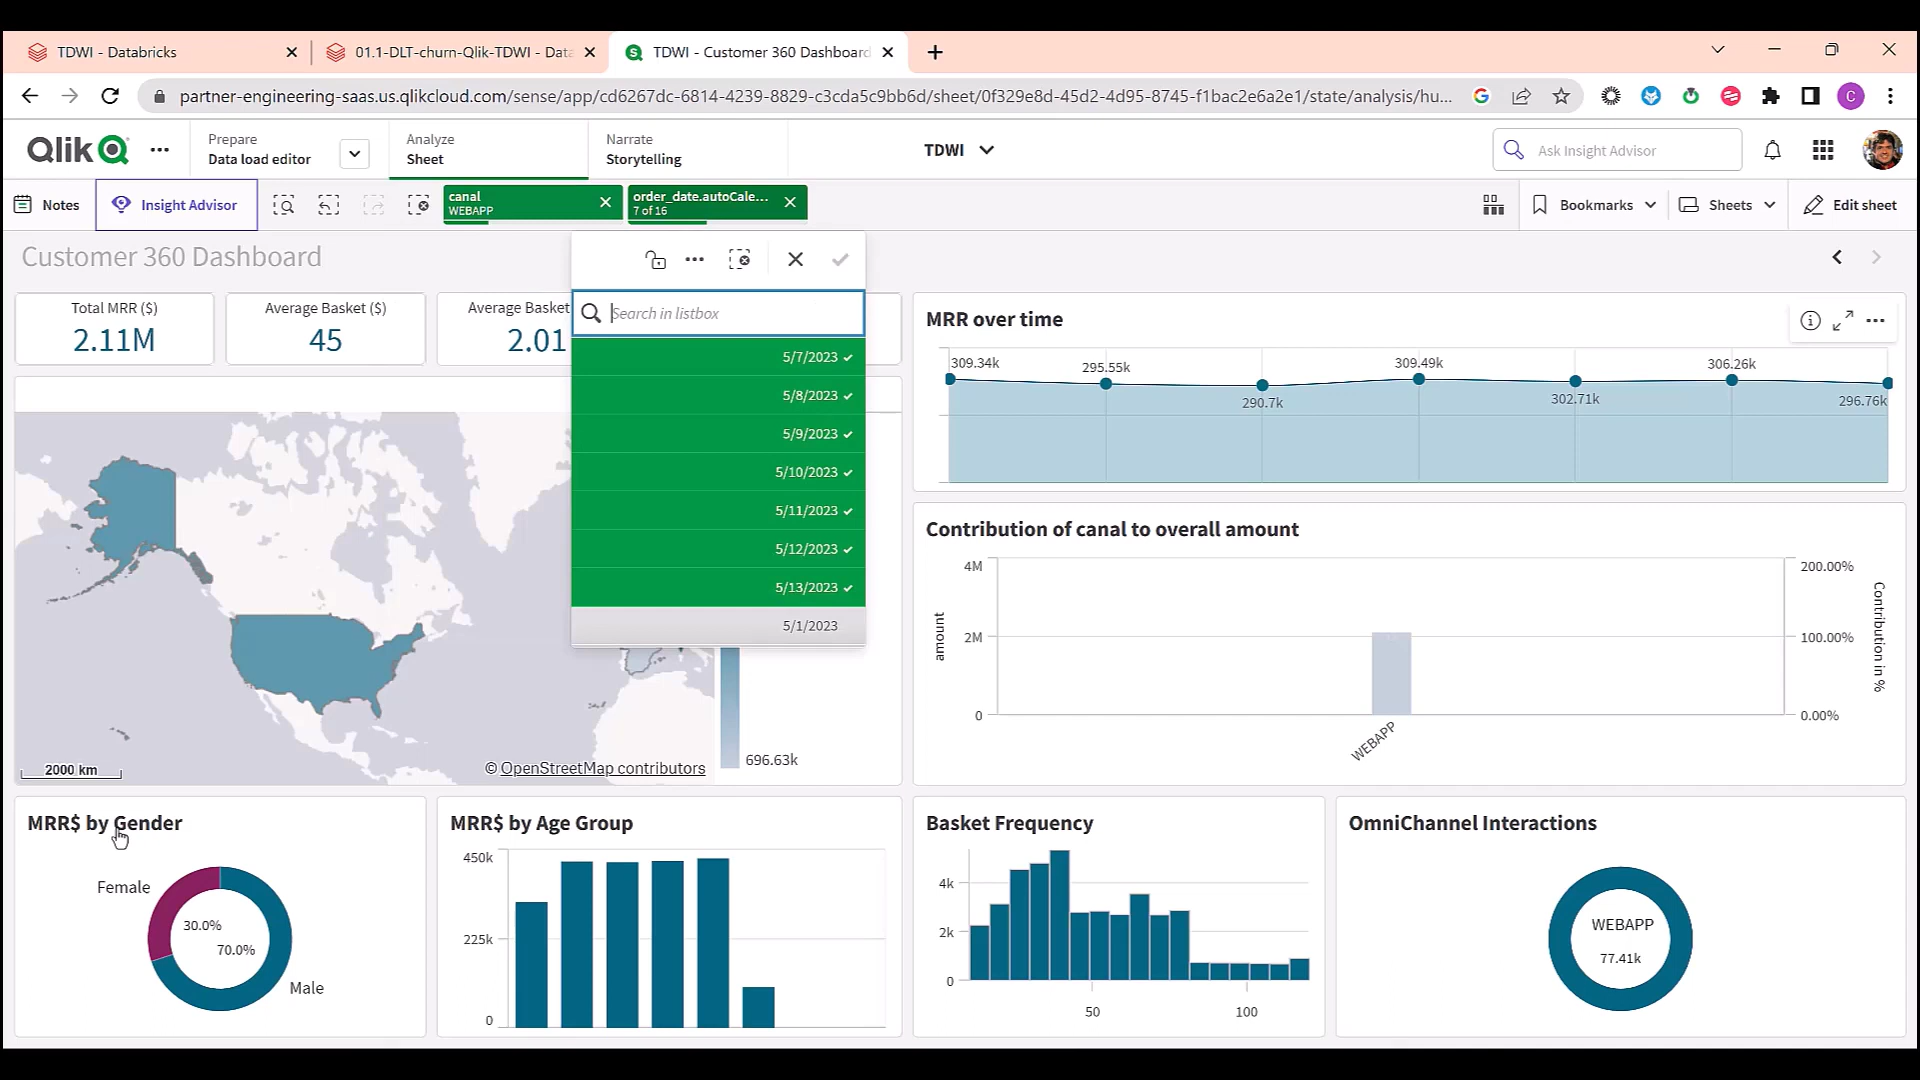 TDWI - Databricks
01.1-DLT-churn-Qlik-TDWI - Data
TDWI - Customer 360 Dashboard
partner-engineering-saas.us.qlikcloud.com/sense/app/cd6267dc-6814-4239-8829-c3cda5c9bb6d/sheet/0f329e8d-45d2-4d95-8745-f1bac2e6a2e1/state/analysis/hu...
C
Qlik
Prepare
Data load editor
Analyze
Sheet
Narrate
Storytelling
TDWI
Ask Insight Advisor
Notes
Insight Advisor
canal
WEBAPP
order_date.autoCale...
7 of 16
Bookmarks
Sheets
Edit sheet
Customer 360 Dashboard
Total MRR ($)
2.11M
Average Basket ($)
45
Average Basket
2.01
Search in listbox
5/7/2023
5/8/2023
5/9/2023
5/10/2023
5/11/2023
5/12/2023
5/13/2023
5/1/2023
2000 km
© OpenStreetMap contributors
696.63k
MRR over time
309.34k
295.55k
290.7k
309.49k
302.71k
306.26k
296.76k
Contribution of canal to overall amount
4M
2M
0
amount
200.00%
100.00%
0.00%
Contribution in %
WEBAPP
MRR$ by Gender
Female
30.0%
70.0%
Male
MRR$ by Age Group
450k
225k
0
Basket Frequency
4k
2k
0
50
100
OmniChannel Interactions
WEBAPP
77.41k